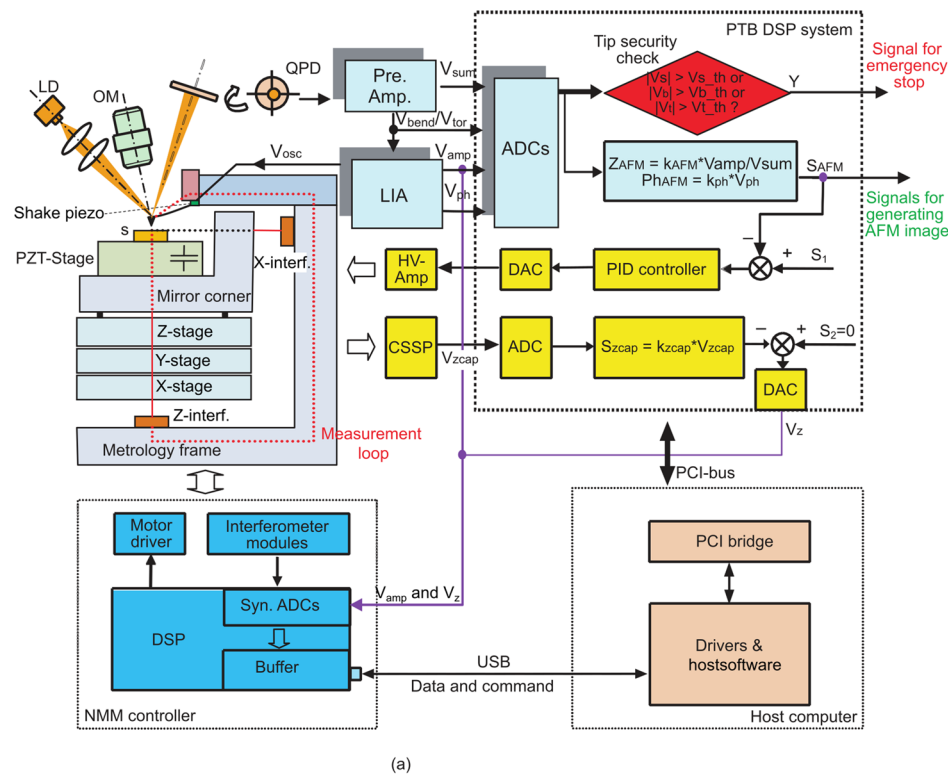 PTB DSP system
LD
OM
QPD
Pre.
Amp.
Vsum
Vbend/Vtor
Vosc
Vamp
Vph
LIA
ADCs
Tip security
check
|Vs| > Vs_th or
|Vb| > Vb_th or
|Vt| > Vt_th ?
Y
Signal for
emergency
stop
ZAFM = kAFM*Vamp/Vsum
PhAFM = kph*Vph
SAFM
Signals for
generating
AFM image
Shake piezo
s
PZT-Stage
X-interf.
Mirror corner
HV-
Amp
DAC
PID controller
−
+
S1
Z-stage
Y-stage
X-stage
CSSP
Vzcap
ADC
Szcap = kzcap*Vzcap
−
+
S2=0
DAC
Vz
Z-interf.
Measurement
loop
Metrology frame
PCI-bus
Motor
driver
Interferometer
modules
Vamp and Vz
Syn. ADCs
DSP
Buffer
NMM controller
USB
Data and command
PCI bridge
Drivers &
hostsoftware
Host computer
(a)